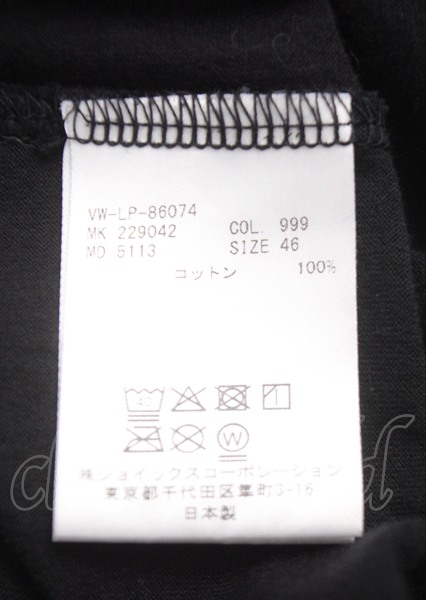 VW-LP-86074
MK 229042 COL. 999
MD 5113 SIZE 46
コットン 100%
40
W
株ジョイックスコーポレーション
東京都千代田区隼町3-16
日本製